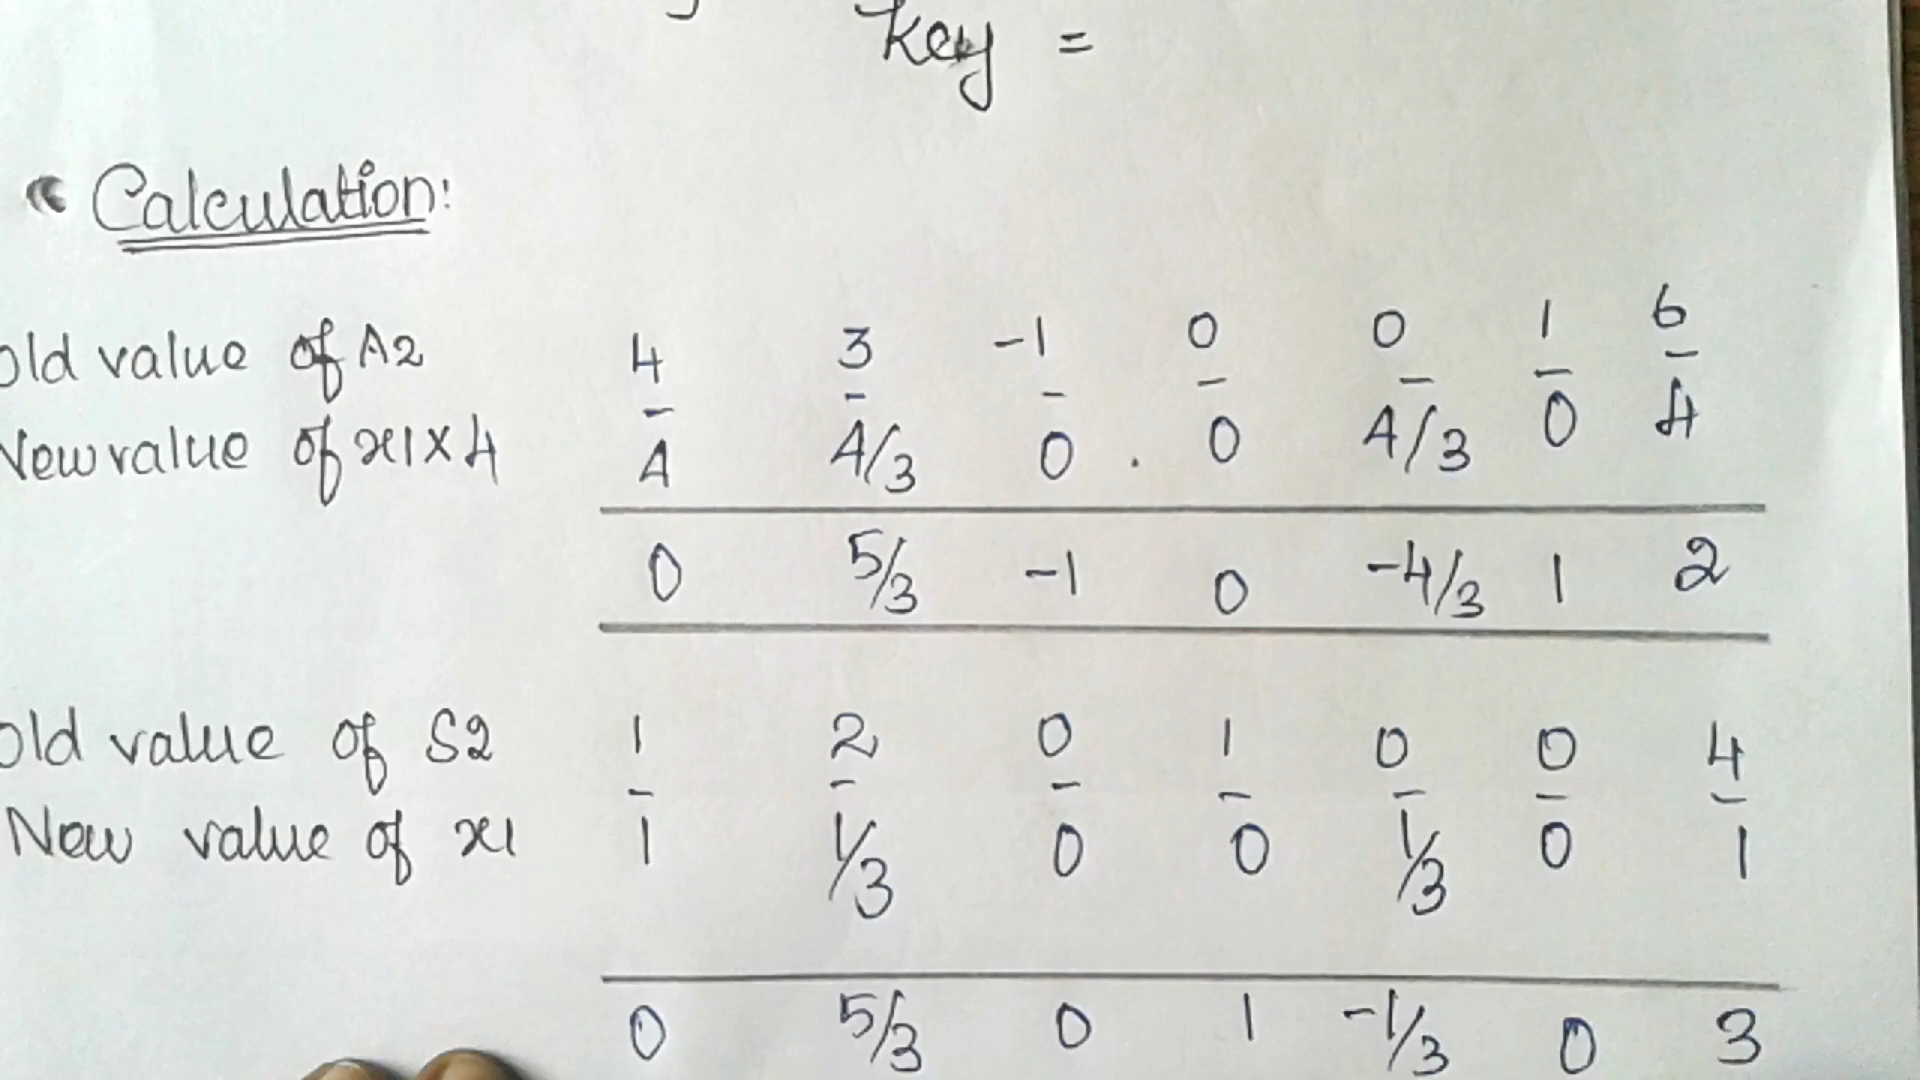 Key =
Calculation:
old value of A2 4 3 -1 0 0 1 6
- - - - - - -
New value of x1 x 4 4 4/3 0 . 0 4/3 0 4
0 5/3 -1 0 -4/3 1 2
old value of S2 1 2 0 1 0 0 4
- - - - - - -
New value of x1 1 1/3 0 0 1/3 0 1
0 5/3 0 1 -1/3 0 3